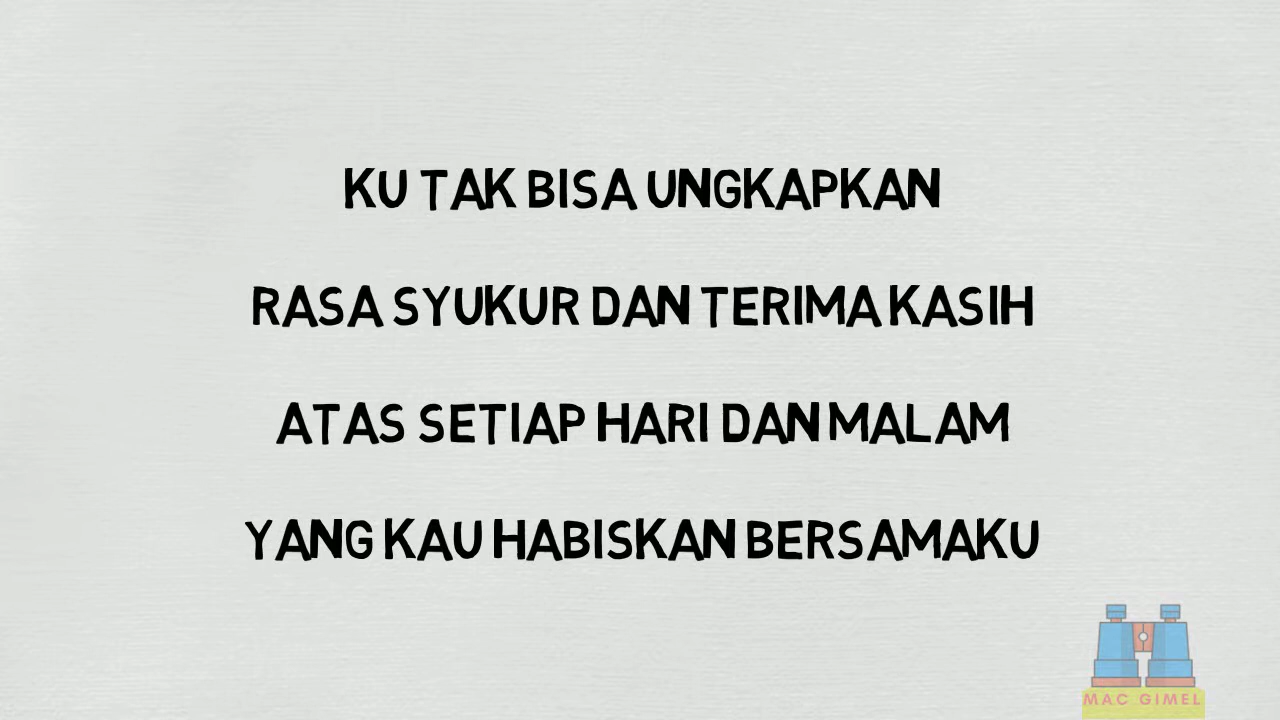 KU TAK BISA UNGKAPKAN
RASA SYUKUR DAN TERIMA KASIH
ATAS SETIAP HARI DAN MALAM
YANG KAU HABISKAN BERSAMAKU
MAC GIMEL